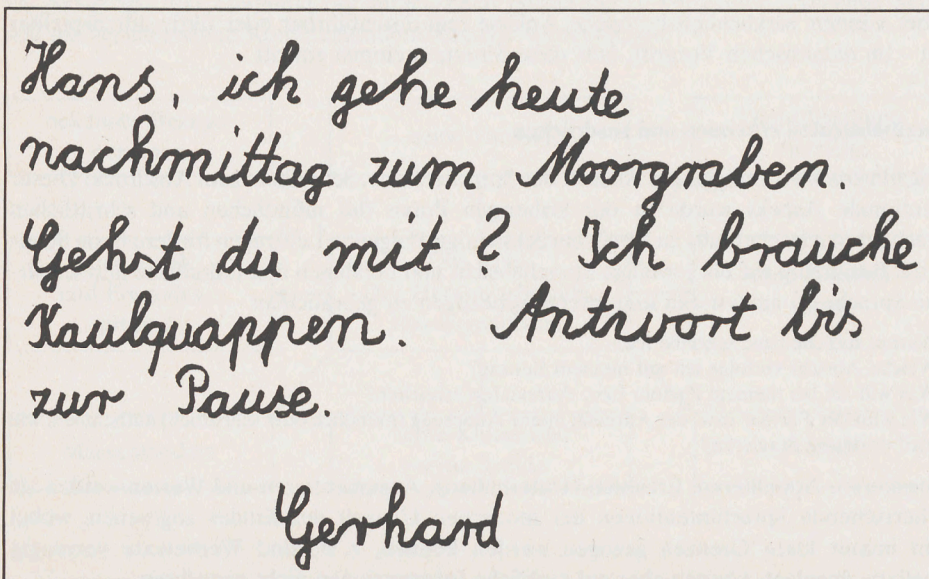 Hans, ich gehe heute
nachmittag zum Moorgraben.
Gehst du mit? Ich brauche
Kaulquappen. Antwort bis
zur Pause.
Gerhard